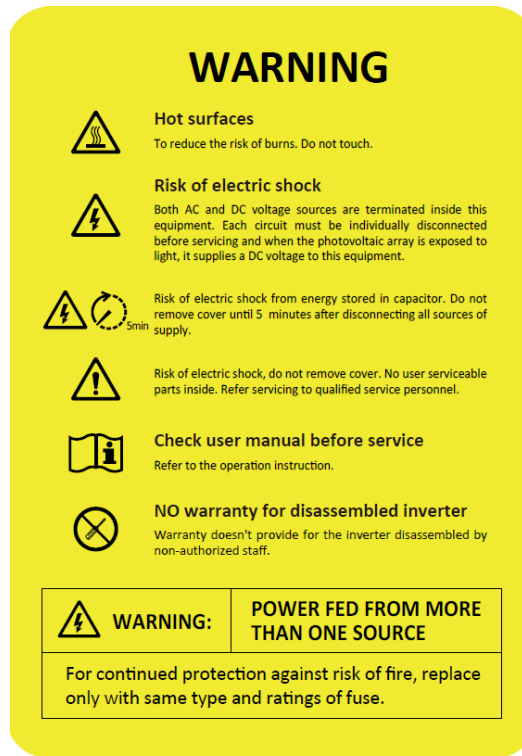 WARNING
Hot surfaces
To reduce the risk of burns. Do not touch.
Risk of electric shock
Both AC and DC voltage sources are terminated inside this
equipment. Each circuit must be individually disconnected
before servicing and when the photovoltaic array is exposed to
light, it supplies a DC voltage to this equipment.
5min
Risk of electric shock from energy stored in capacitor. Do not
remove cover until 5 minutes after disconnecting all sources of
supply.
Risk of electric shock, do not remove cover. No user serviceable
parts inside. Refer servicing to qualified service personnel.
Check user manual before service
Refer to the operation instruction.
NO warranty for disassembled inverter
Warranty doesn't provide for the inverter disassembled by
non-authorized staff.
WARNING:
POWER FED FROM MORE
THAN ONE SOURCE
For continued protection against risk of fire, replace
only with same type and ratings of fuse.